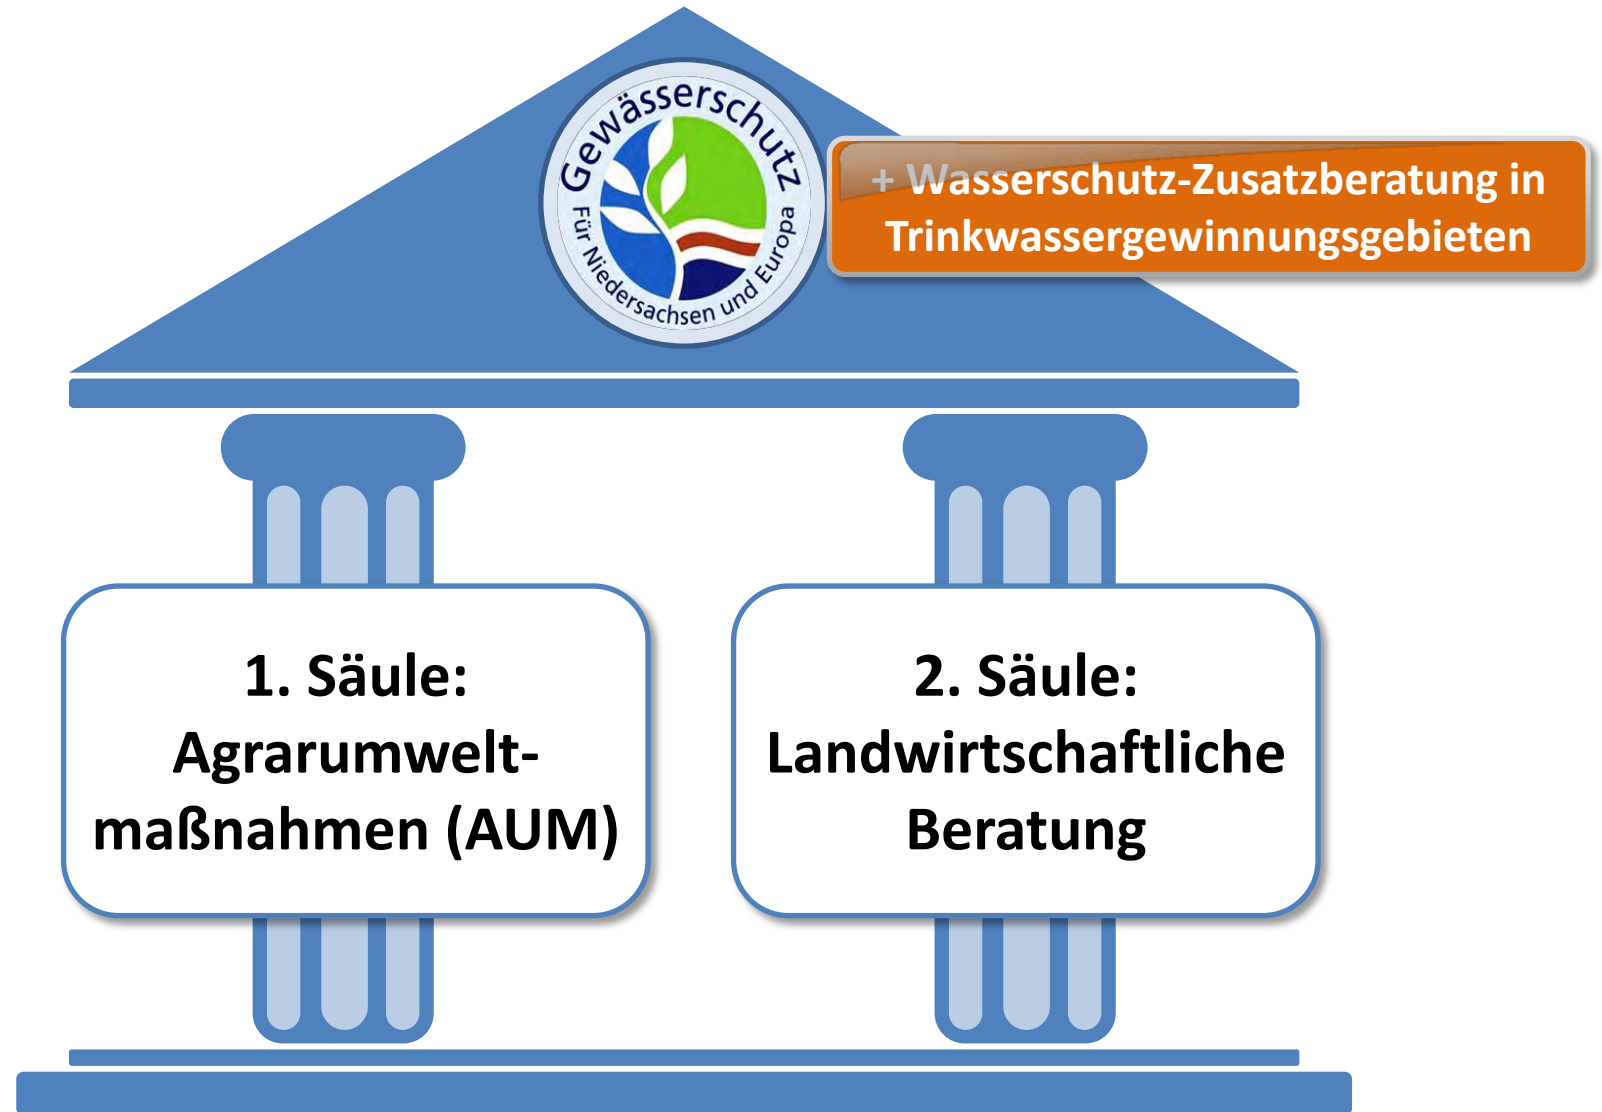 Gewässerschutz
Für Niedersachsen und Europa
+ Wasserschutz-Zusatzberatung in
Trinkwassergewinnungsgebieten
1. Säule:
Agrarumwelt-
maßnahmen (AUM)
2. Säule:
Landwirtschaftliche
Beratung